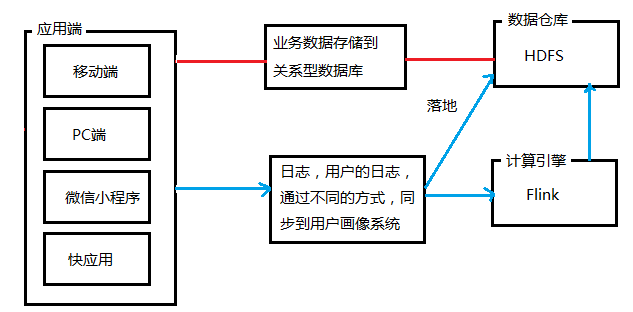 应用端
移动端
PC端
微信小程序
快应用
业务数据存储到
关系型数据库
日志，用户的日志，
通过不同的方式，同
步到用户画像系统
落地
数据仓库
HDFS
计算引擎
Flink